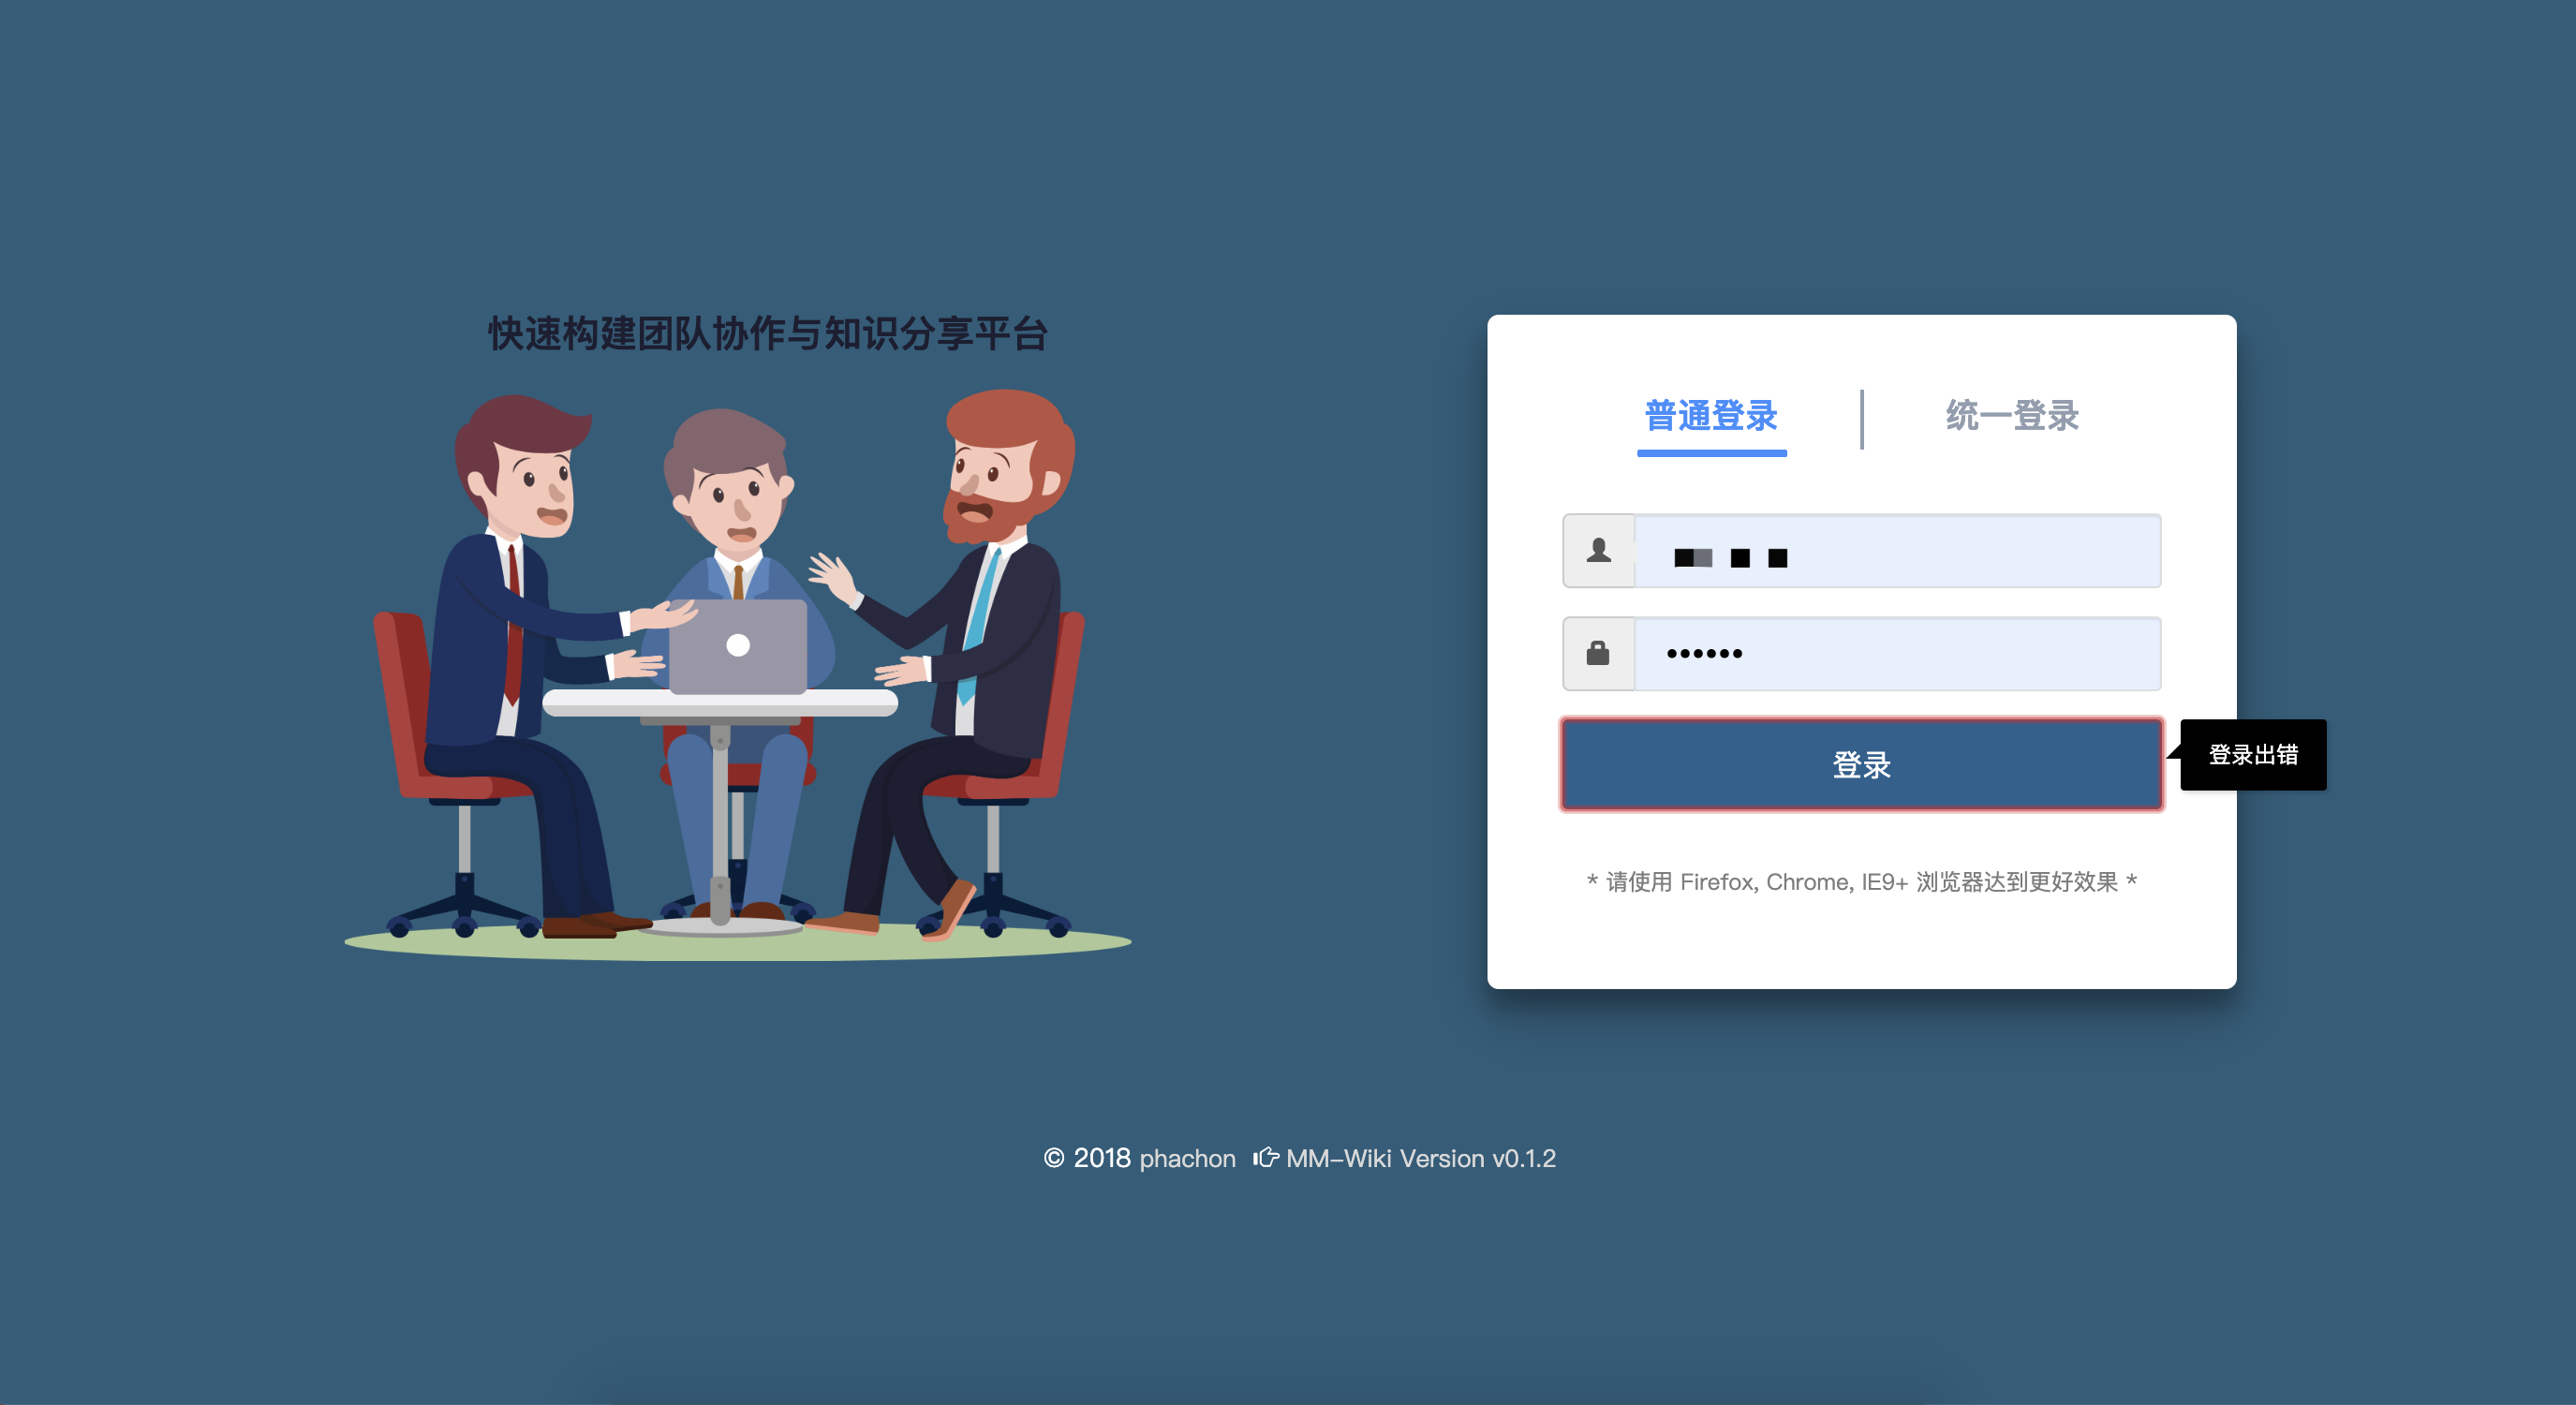 快速构建团队协作与知识分享平台
普通登录
统一登录
••••••
登录
登录出错
* 请使用 Firefox, Chrome, IE9+ 浏览器达到更好效果 *
© 2018 phachon MM-Wiki Version v0.1.2